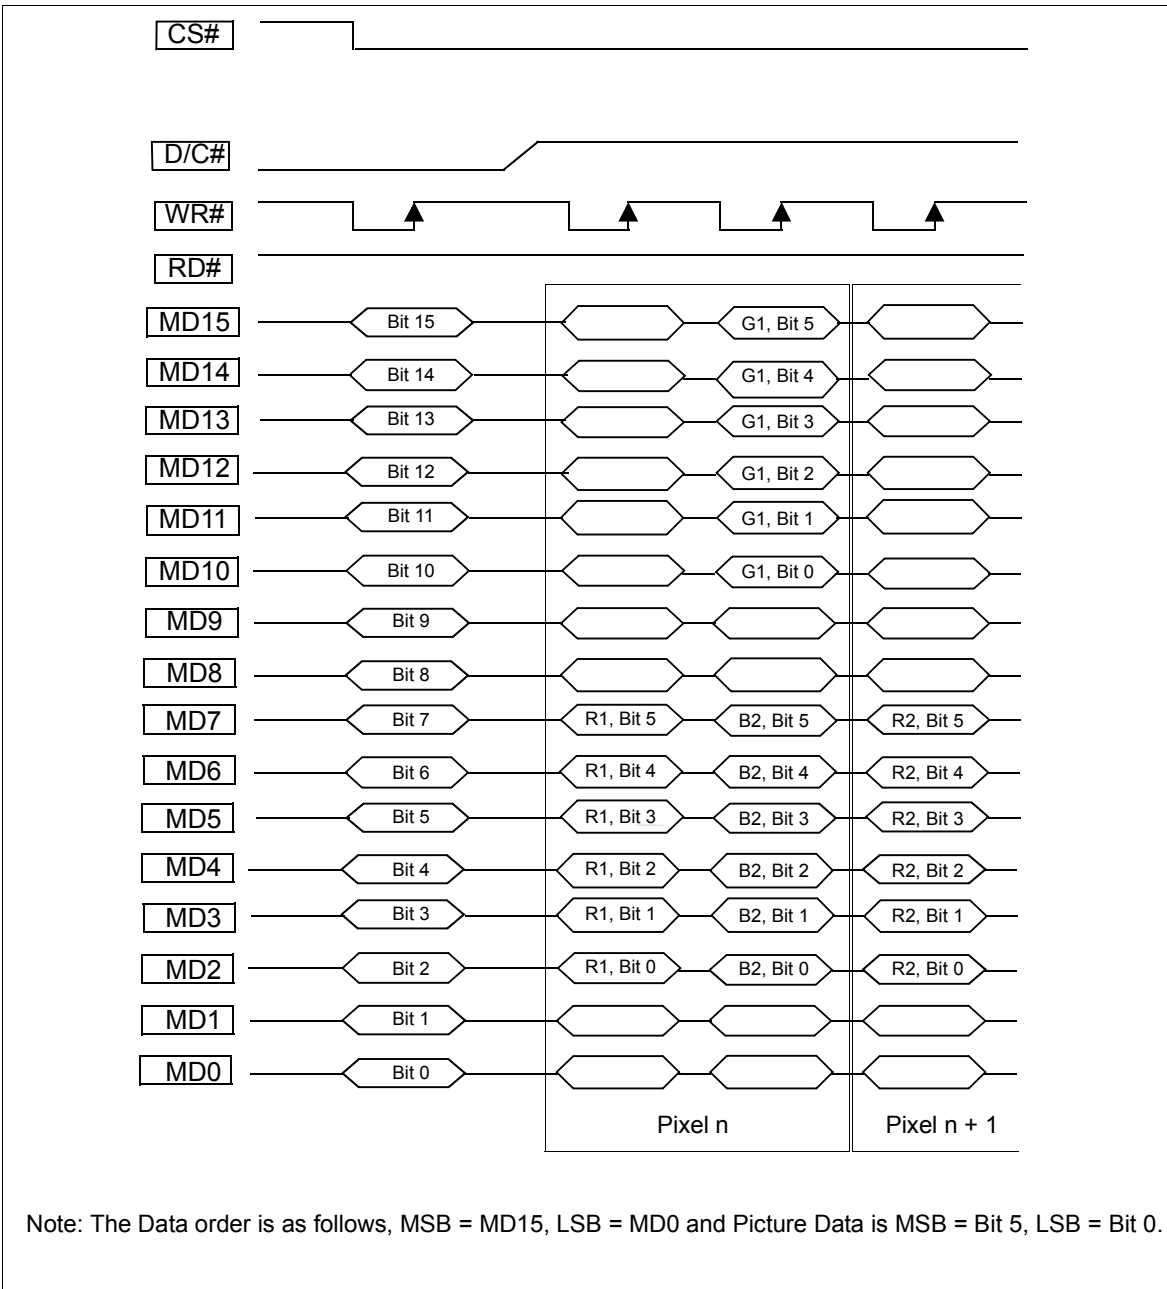 CS#
D/C#
WR#
RD#
MD15 Bit 15 G1, Bit 5
MD14 Bit 14 G1, Bit 4
MD13 Bit 13 G1, Bit 3
MD12 Bit 12 G1, Bit 2
MD11 Bit 11 G1, Bit 1
MD10 Bit 10 G1, Bit 0
MD9 Bit 9
MD8 Bit 8
MD7 Bit 7 R1, Bit 5 B2, Bit 5 R2, Bit 5
MD6 Bit 6 R1, Bit 4 B2, Bit 4 R2, Bit 4
MD5 Bit 5 R1, Bit 3 B2, Bit 3 R2, Bit 3
MD4 Bit 4 R1, Bit 2 B2, Bit 2 R2, Bit 2
MD3 Bit 3 R1, Bit 1 B2, Bit 1 R2, Bit 1
MD2 Bit 2 R1, Bit 0 B2, Bit 0 R2, Bit 0
MD1 Bit 1
MD0 Bit 0
Pixel n Pixel n + 1
Note: The Data order is as follows, MSB = MD15, LSB = MD0 and Picture Data is MSB = Bit 5, LSB = Bit 0.